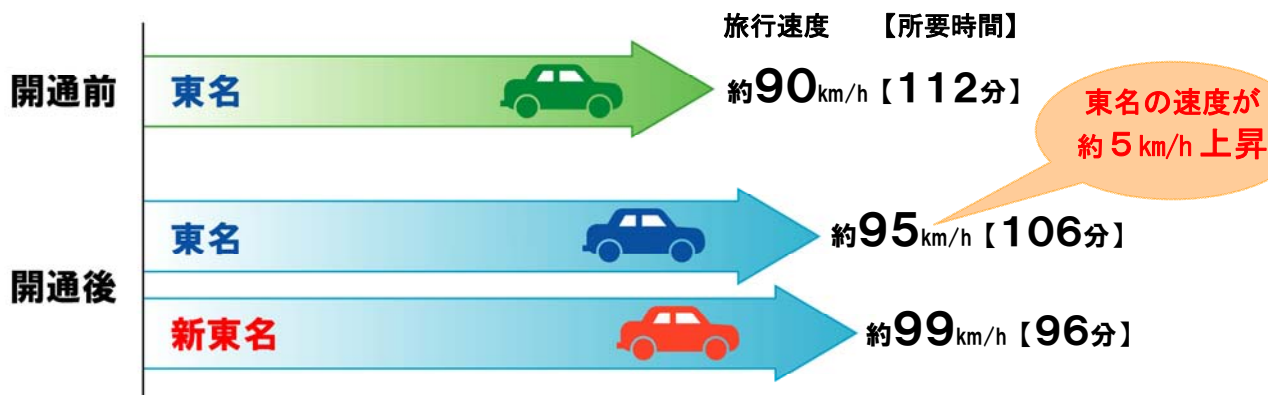 旅行速度 【所要時間】
開通前
東名
約90km/h【112分】
東名の速度が
約5km/h上昇
開通後
東名
約95km/h【106分】
新東名
約99km/h【96分】